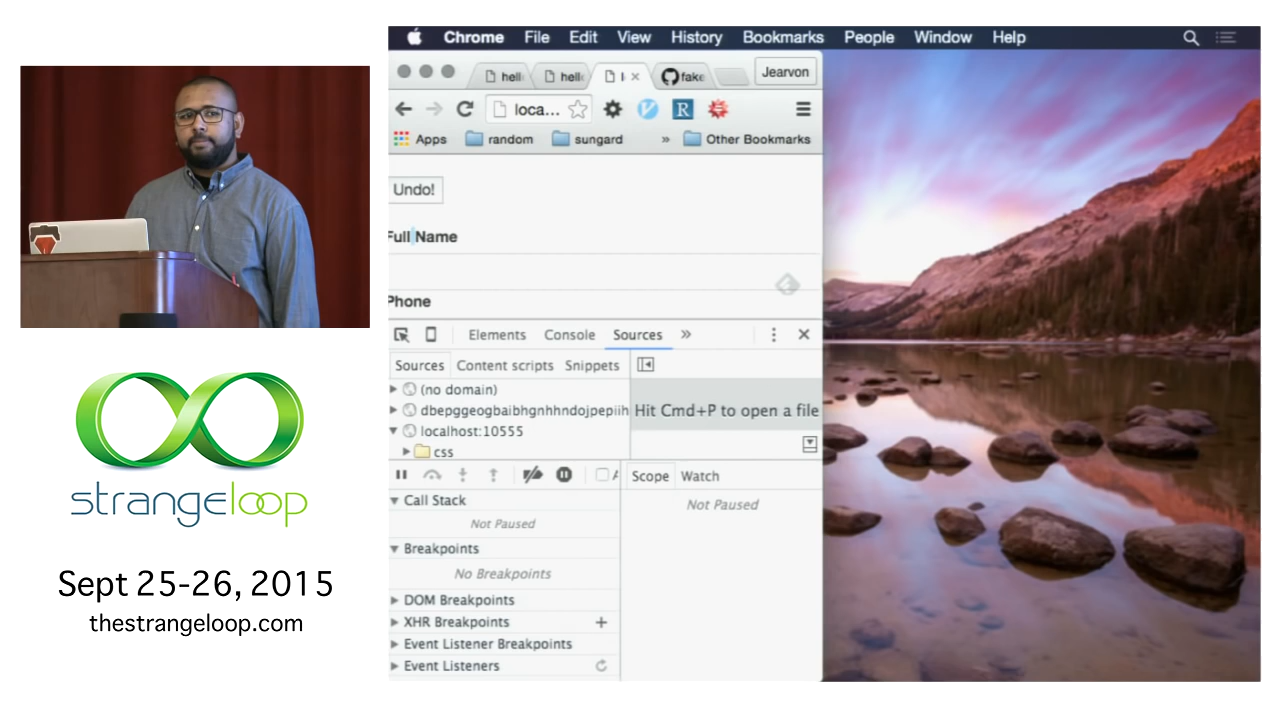 Chrome File Edit View History Bookmarks People Window Help
hell hell l × fake Jearvon
loca...
R
Apps random sungard » Other Bookmarks
Undo!
Full Name
Phone
Elements Console Sources »
Sources Content scripts Snippets
(no domain)
dbepggeogbaibhgnhhndojpepiih
Hit Cmd+P to open a file
localhost:10555
css
Scope Watch
Call Stack
Not Paused
Not Paused
Breakpoints
No Breakpoints
DOM Breakpoints
XHR Breakpoints +
Event Listener Breakpoints
Event Listeners
strangeloop
Sept 25-26, 2015
thestrangeloop.com